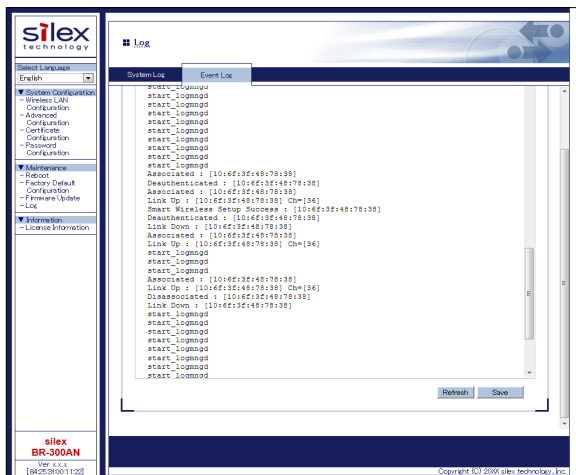 silex
technology
Select Language
English
▼ System Configuration
- Wireless LAN
Configuration
- Advanced
Configuration
- Certificate
Configuration
- Password
Configuration
▼ Maintenance
- Reboot
- Factory Default
Configuration
- Firmware Update
- Log
▼ Information
- License Information
silex
BR-300AN
Ver x.x.x
[84:25:3f:00:11:22]
Log
System Log
Event Log
start_logmngd
start_logmngd
start_logmngd
start_logmngd
start_logmngd
start_logmngd
start_logmngd
start_logmngd
start_logmngd
start_logmngd
Associated : [10:6f:3f:48:78:38]
Deauthenticated : [10:6f:3f:48:78:38]
Associated : [10:6f:3f:48:78:38]
Link Up : [10:6f:3f:48:78:38] Ch=[36]
Smart Wireless Setup Success : [10:6f:3f:48:78:38]
Deauthenticated : [10:6f:3f:48:78:38]
Link Down : [10:6f:3f:48:78:38]
Associated : [10:6f:3f:48:78:38]
Link Up : [10:6f:3f:48:78:38] Ch=[36]
start_logmngd
start_logmngd
start_logmngd
Associated : [10:6f:3f:48:78:38]
Link Up : [10:6f:3f:48:78:38] Ch=[36]
Disassociated : [10:6f:3f:48:78:38]
Link Down : [10:6f:3f:48:78:38]
start_logmngd
start_logmngd
start_logmngd
start_logmngd
start_logmngd
start_logmngd
start_logmngd
start_logmngd
Refresh
Save
Copyright (C) 20XX silex technology, Inc.